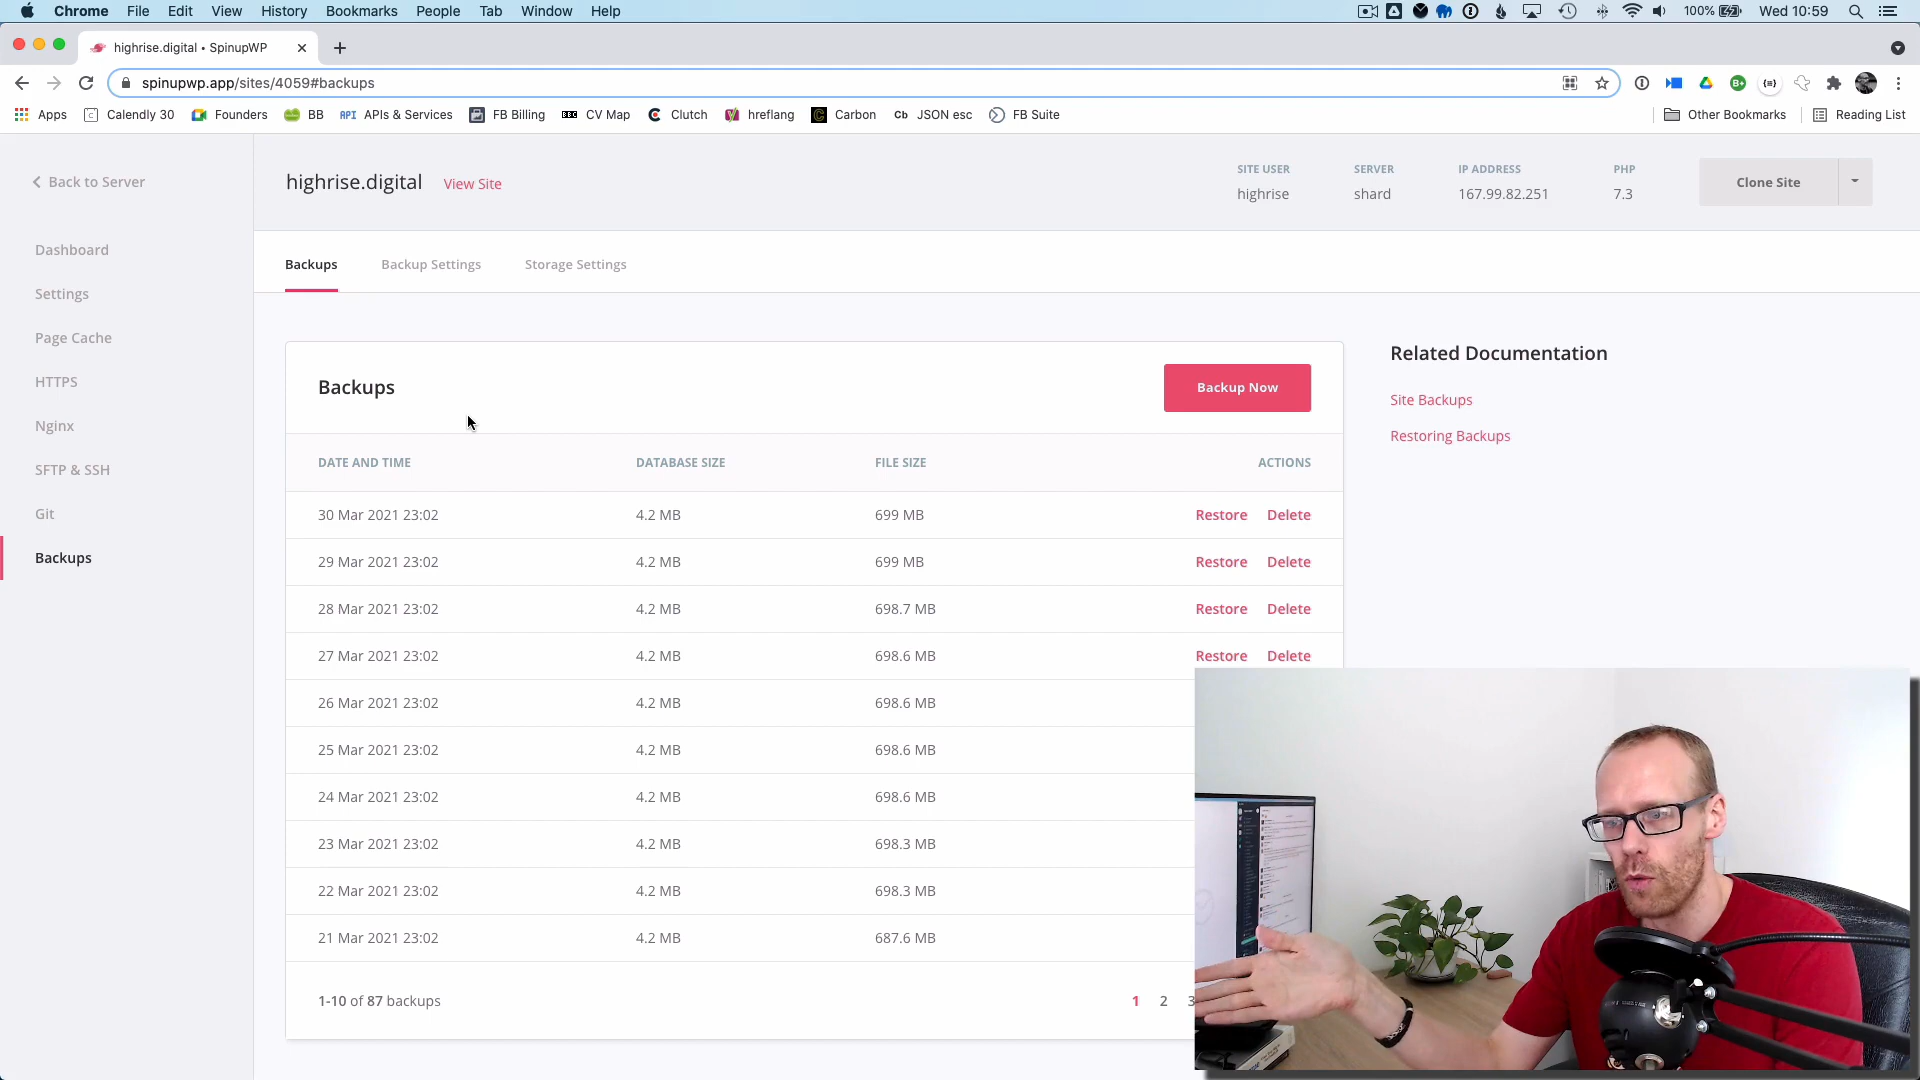 Chrome File Edit View History Bookmarks People Tab Window Help 100% Wed 10:59
highrise.digital • SpinupWP
spinupwp.app/sites/4059#backups
Apps Calendly 30 Founders BB API APIs & Services FB Billing BBC CV Map Clutch hreflang Carbon Cb JSON esc FB Suite Other Bookmarks Reading List
Back to Server
Dashboard
Settings
Page Cache
HTTPS
Nginx
SFTP & SSH
Git
Backups
highrise.digital View Site
SITE USER SERVER IP ADDRESS PHP
highrise shard 167.99.82.251 7.3
Clone Site
Backups Backup Settings Storage Settings
Backups
Backup Now
DATE AND TIME DATABASE SIZE FILE SIZE ACTIONS
30 Mar 2021 23:02 4.2 MB 699 MB Restore Delete
29 Mar 2021 23:02 4.2 MB 699 MB Restore Delete
28 Mar 2021 23:02 4.2 MB 698.7 MB Restore Delete
27 Mar 2021 23:02 4.2 MB 698.6 MB Restore Delete
26 Mar 2021 23:02 4.2 MB 698.6 MB
25 Mar 2021 23:02 4.2 MB 698.6 MB
24 Mar 2021 23:02 4.2 MB 698.6 MB
23 Mar 2021 23:02 4.2 MB 698.3 MB
22 Mar 2021 23:02 4.2 MB 698.3 MB
21 Mar 2021 23:02 4.2 MB 687.6 MB
1-10 of 87 backups
1 2 3
Related Documentation
Site Backups
Restoring Backups